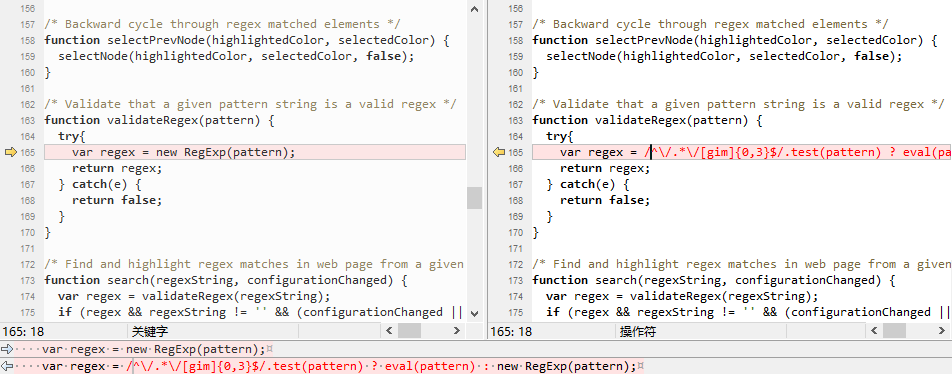 156
157 /* Backward cycle through regex matched elements */
158 function selectPrevNode(highlightedColor, selectedColor) {
159 selectNode(highlightedColor, selectedColor, false);
160 }
161
162 /* Validate that a given pattern string is a valid regex */
163 function validateRegex(pattern) {
164 try{
165 var regex = new RegExp(pattern);
166 return regex;
167 } catch(e) {
168 return false;
169 }
170 }
171
172 /* Find and highlight regex matches in web page from a given
173 function search(regexString, configurationChanged) {
174 var regex = validateRegex(regexString);
175 if (regex && regexString != '' && (configurationChanged ||
165: 18 关键字
156
157 /* Backward cycle through regex matched elements */
158 function selectPrevNode(highlightedColor, selectedColor) {
159 selectNode(highlightedColor, selectedColor, false);
160 }
161
162 /* Validate that a given pattern string is a valid regex */
163 function validateRegex(pattern) {
164 try{
165 var regex = /^\/.*\/[gim]{0,3}$/.test(pattern) ? eval(pa
166 return regex;
167 } catch(e) {
168 return false;
169 }
170 }
171
172 /* Find and highlight regex matches in web page from a given
173 function search(regexString, configurationChanged) {
174 var regex = validateRegex(regexString);
175 if (regex && regexString != '' && (configurationChanged ||
165: 18 操作符
····var·regex·=·new·RegExp(pattern);¤
····var·regex·=·/^\/.*\/[gim]{0,3}$/.test(pattern)·?·eval(pattern)·:·new·RegExp(pattern);¤